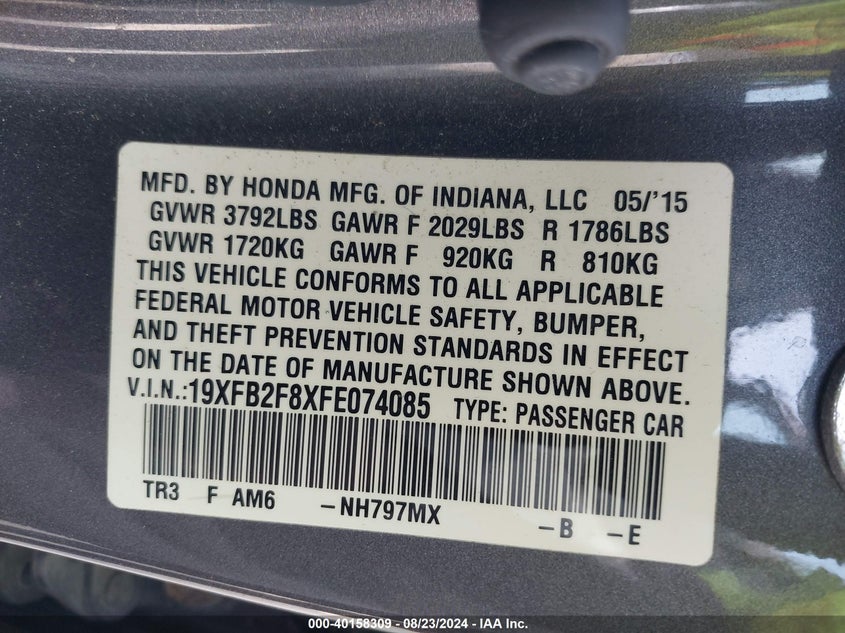 MFD. BY HONDA MFG. OF INDIANA, LLC 05/'15
GVWR 3792LBS GAWR F 2029LBS R 1786LBS
GVWR 1720KG GAWR F 920KG R 810KG
THIS VEHICLE CONFORMS TO ALL APPLICABLE
FEDERAL MOTOR VEHICLE SAFETY, BUMPER,
AND THEFT PREVENTION STANDARDS IN EFFECT
ON THE DATE OF MANUFACTURE SHOWN ABOVE.
V.I.N.:19XFB2F8XFE074085 TYPE: PASSENGER CAR
TR3 F AM6 –NH797MX –B –E
000-40158309 - 08/23/2024 - IAA Inc.